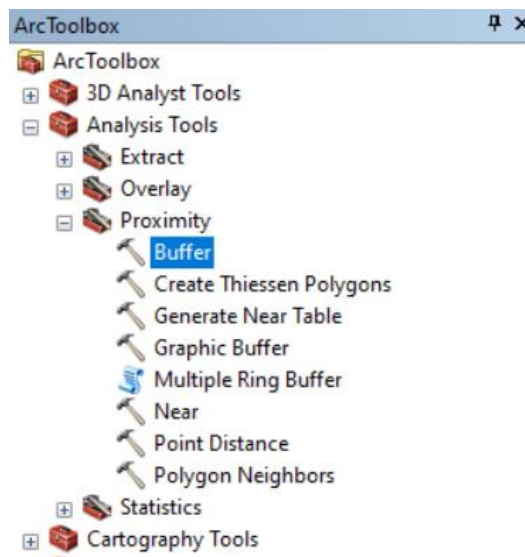 ArcToolbox
ArcToolbox
3D Analyst Tools
Analysis Tools
Extract
Overlay
Proximity
Buffer
Create Thiessen Polygons
Generate Near Table
Graphic Buffer
Multiple Ring Buffer
Near
Point Distance
Polygon Neighbors
Statistics
Cartography Tools